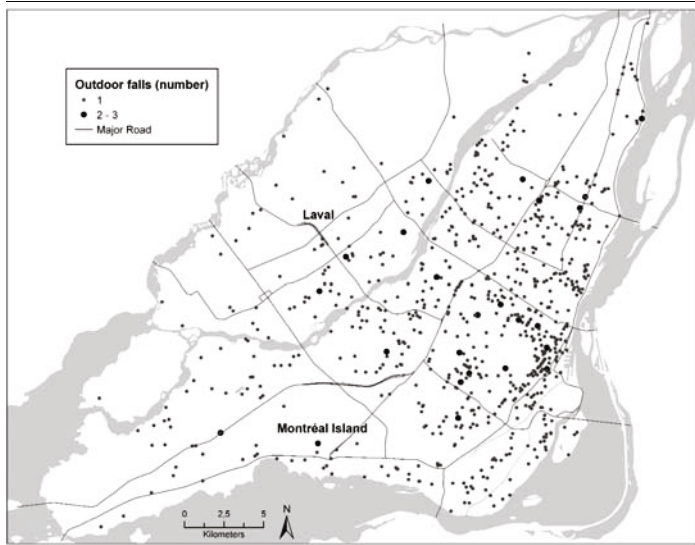 Outdoor falls (number)
1
2 - 3
Major Road
Laval
Montréal Island
0 2,5 5
Kilometers
N